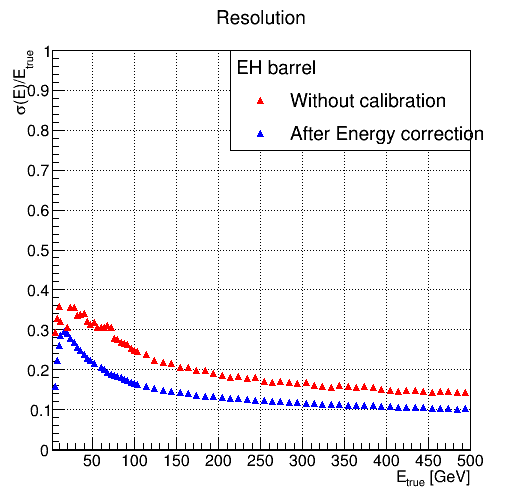 Resolution
σ(E)/E_true
EH barrel
Without calibration
After Energy correction
1
0.9
0.8
0.7
0.6
0.5
0.4
0.3
0.2
0.1
0
50 100 150 200 250 300 350 400 450 500
E_true [GeV]